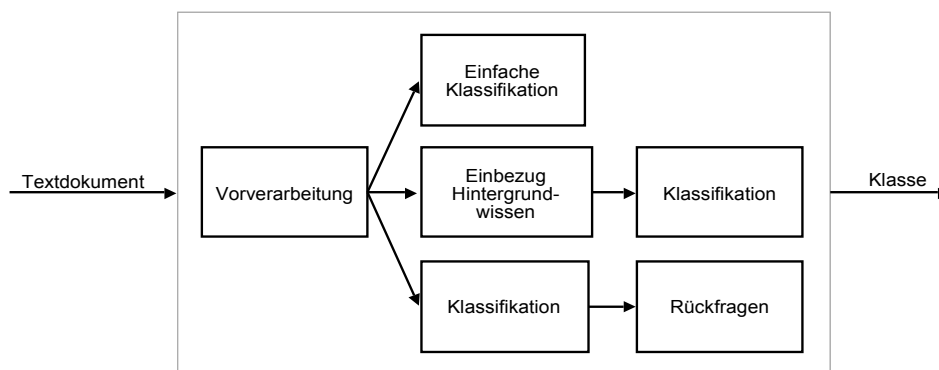 Einfache
Klassifikation
Textdokument
Vorverarbeitung
Einbezug
Hintergrund-
wissen
Klassifikation
Klasse
Klassifikation
Rückfragen